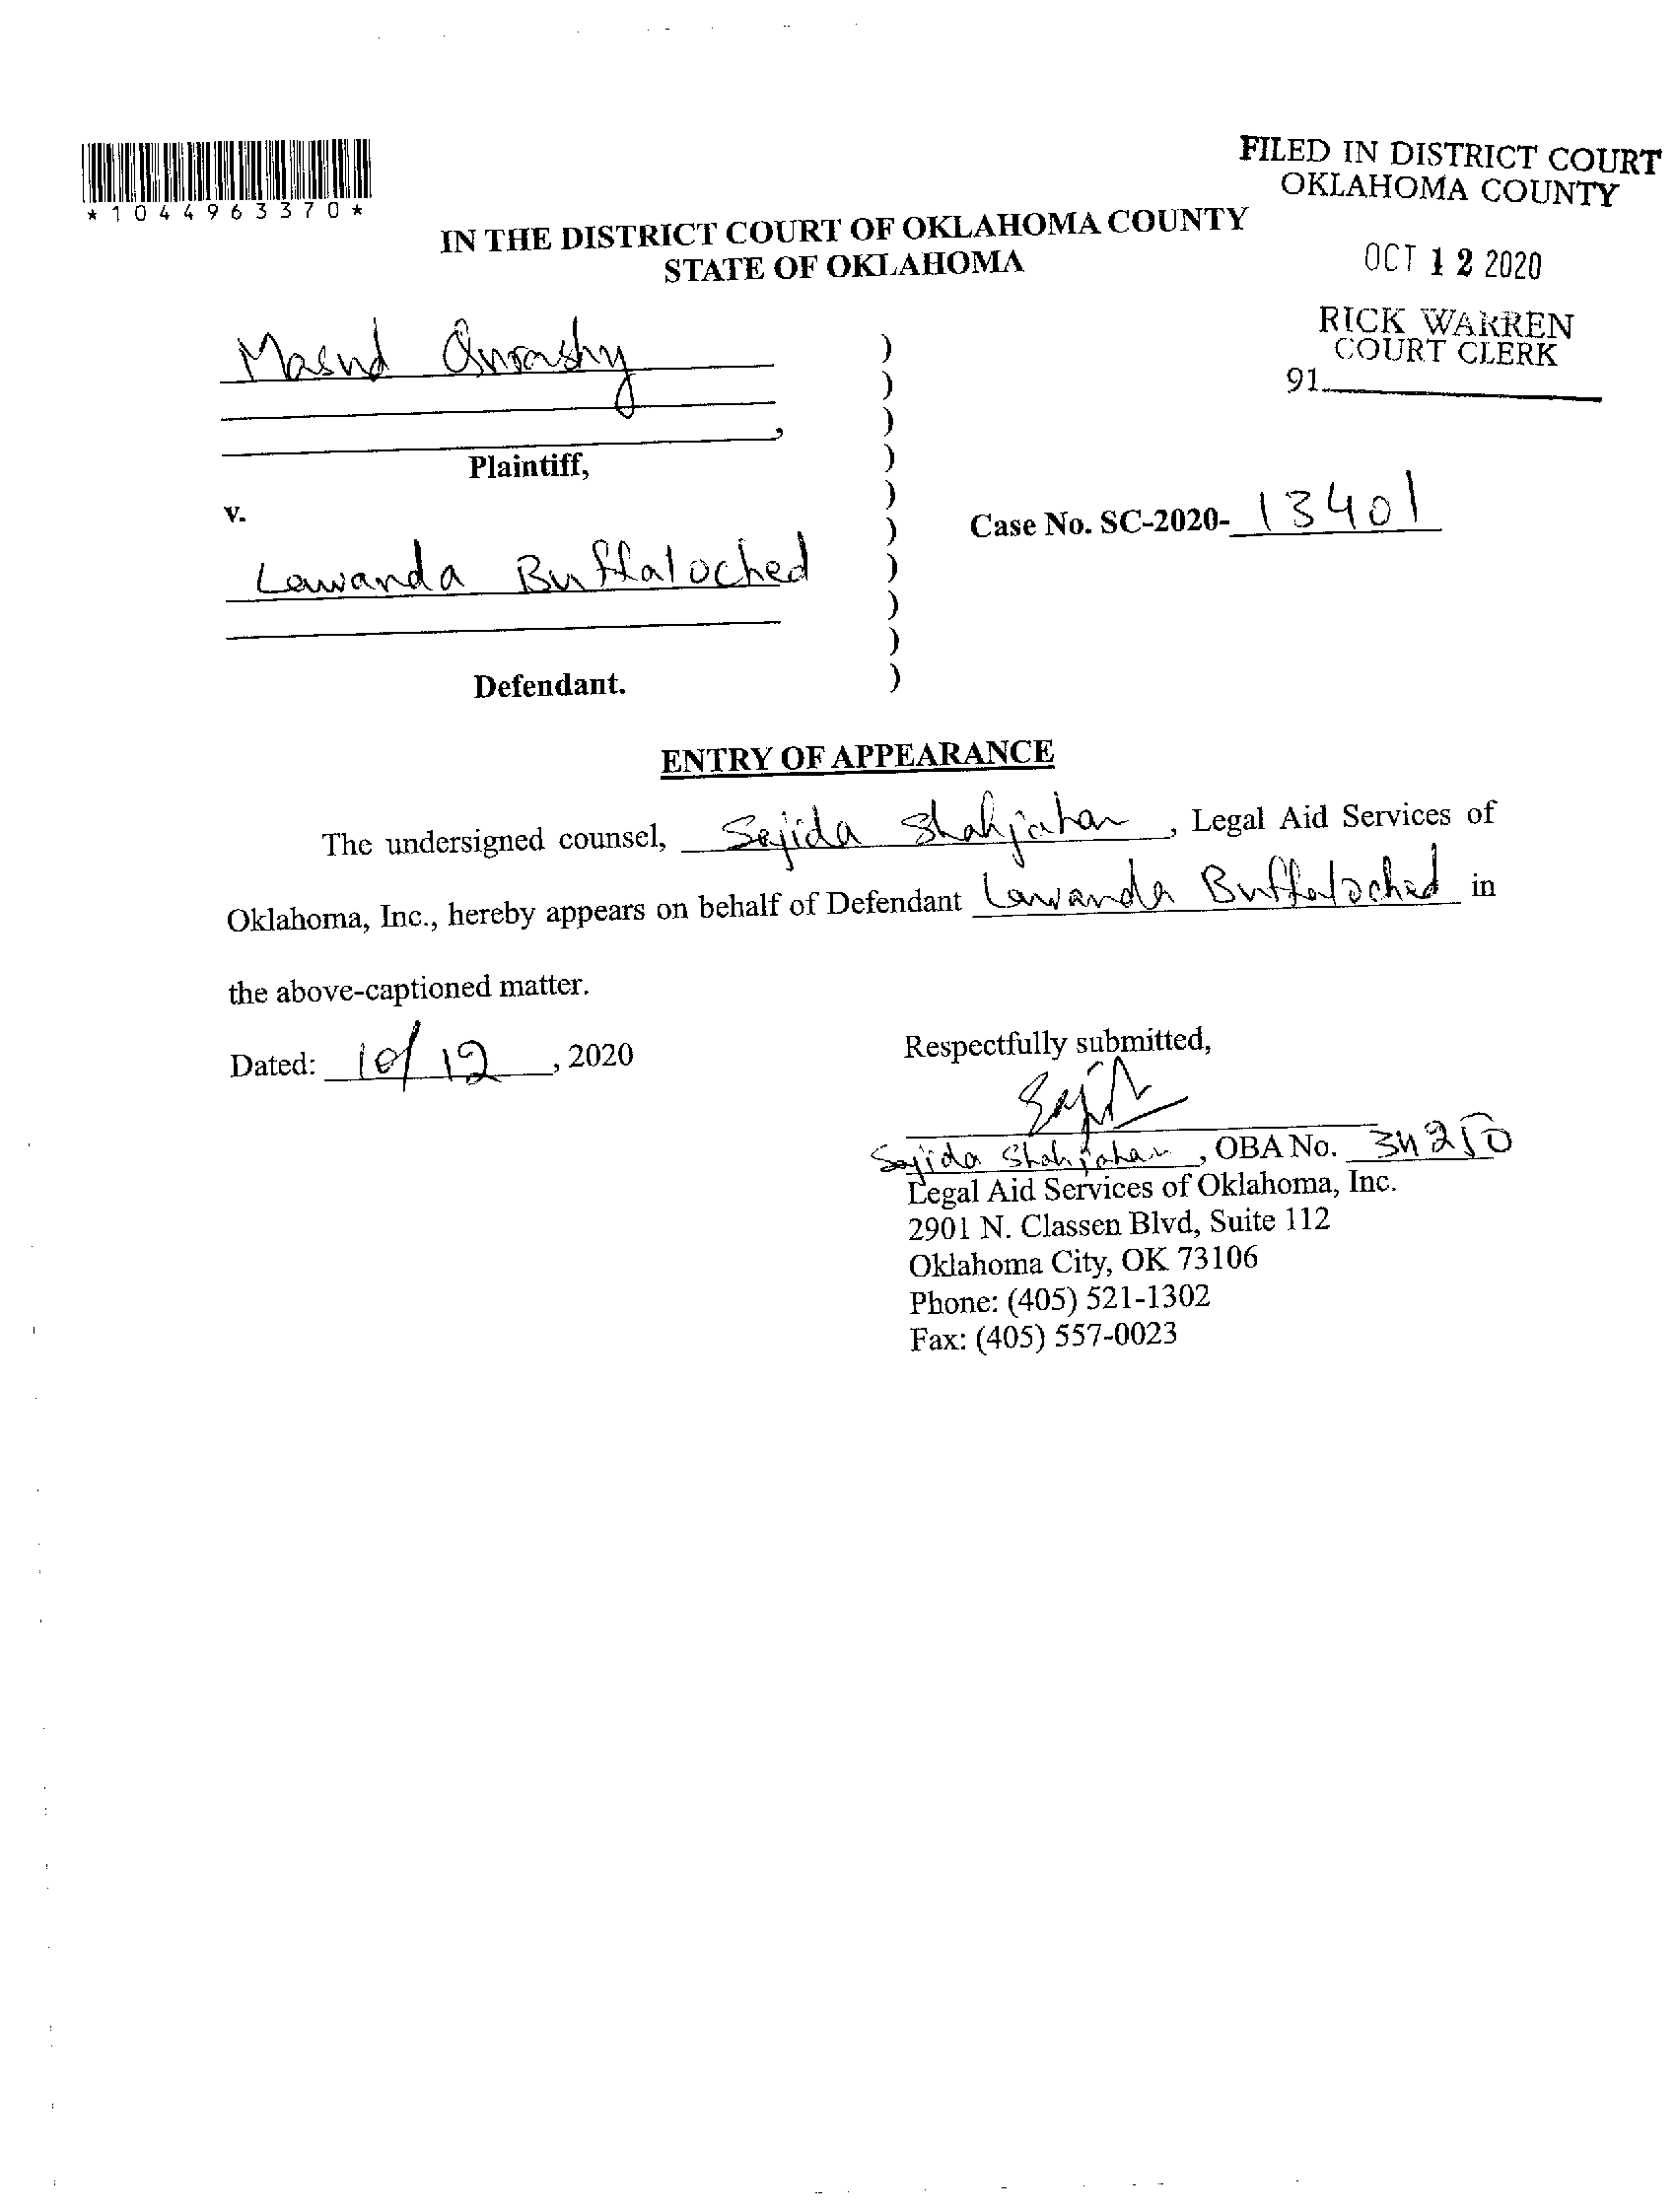 *1044963370*
FILED IN DISTRICT COURT
OKLAHOMA COUNTY
IN THE DISTRICT COURT OF OKLAHOMA COUNTY
STATE OF OKLAHOMA
OCT 12 2020
RICK WARREN
COURT CLERK
91
Masud Qurashy
)
)
)
,
Plaintiff,
)
)
v.
Case No. SC-2020- 13401
)
Lawanda Buffaloched
)
)
)
Defendant.
)
ENTRY OF APPEARANCE
The undersigned counsel, Sajida Shahjahan, Legal Aid Services of
Oklahoma, Inc., hereby appears on behalf of Defendant Lawanda Buffaloched in
the above-captioned matter.
Dated: 10/12, 2020
Respectfully submitted,
Sajida Shahjahan, OBA No. 34250
Legal Aid Services of Oklahoma, Inc.
2901 N. Classen Blvd, Suite 112
Oklahoma City, OK 73106
Phone: (405) 521-1302
Fax: (405) 557-0023